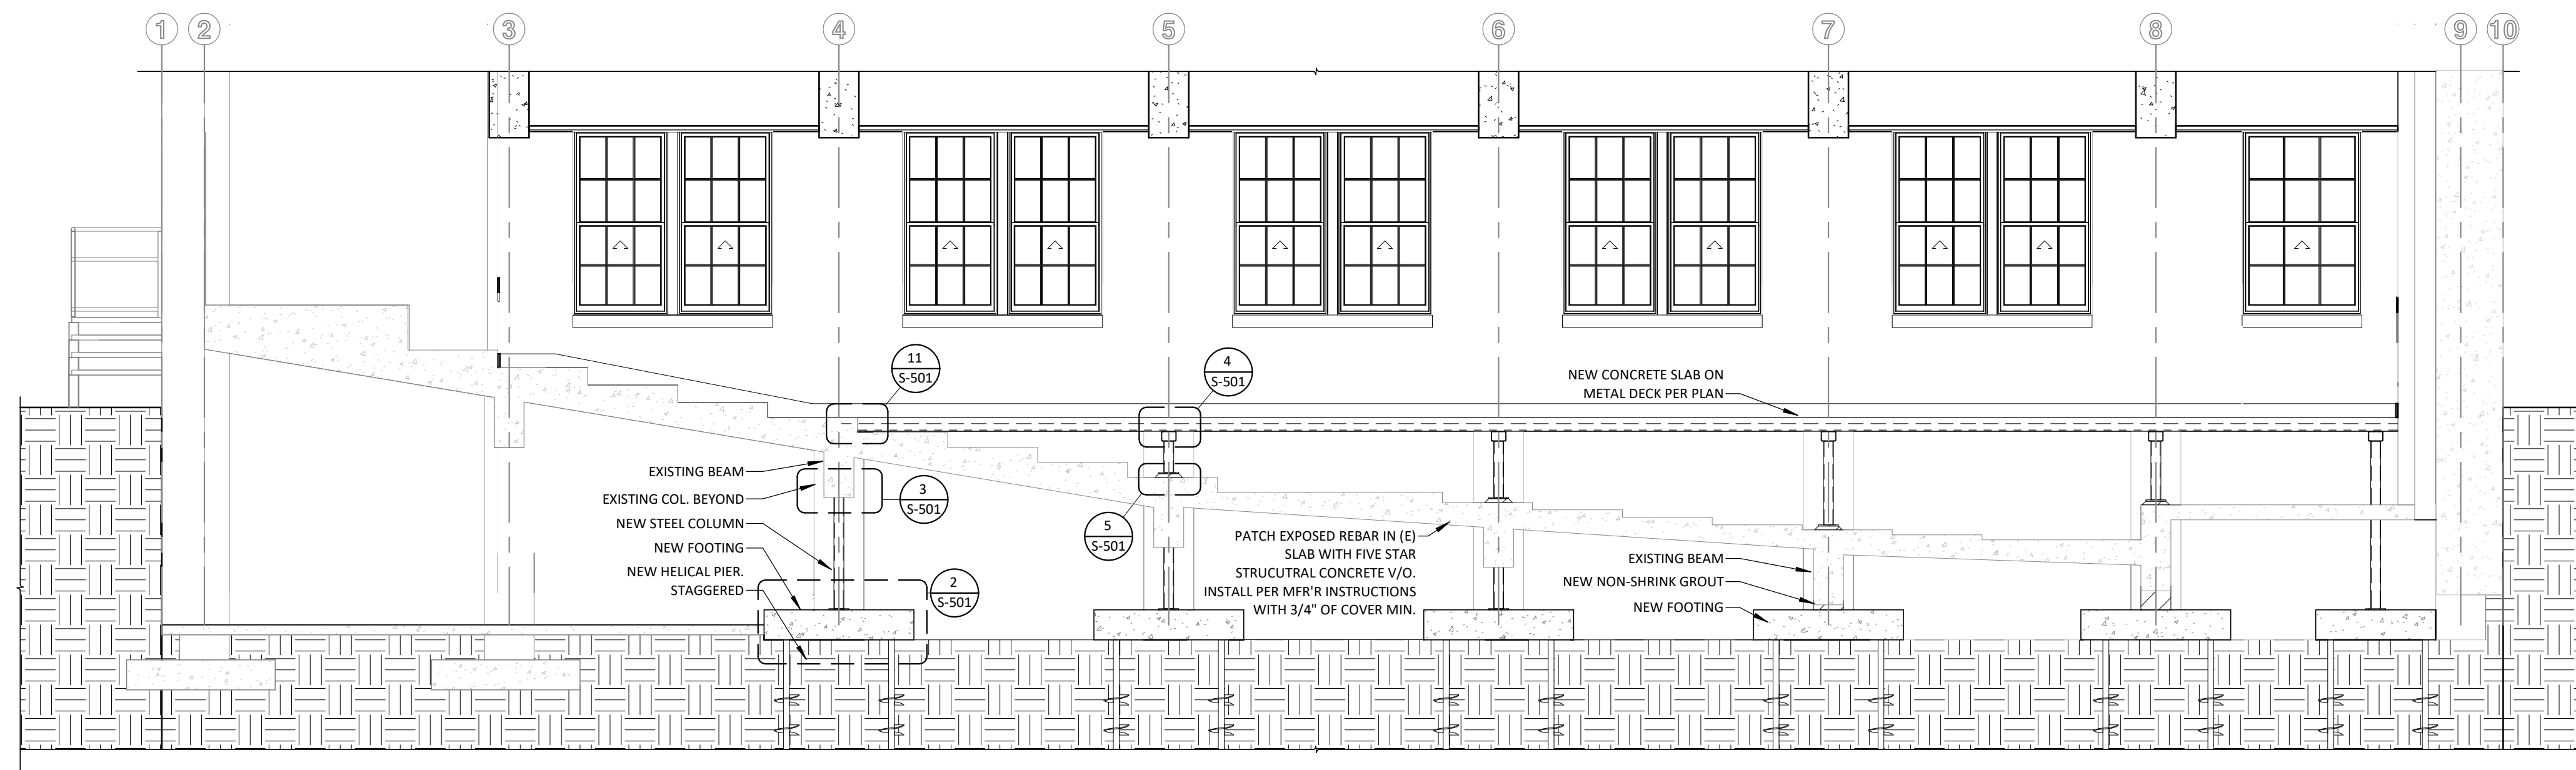 1
2
3
4
5
6
7
8
9
10
11
S-501
4
S-501
NEW CONCRETE SLAB ON
METAL DECK PER PLAN
EXISTING BEAM
EXISTING COL. BEYOND
NEW STEEL COLUMN
NEW FOOTING
NEW HELICAL PIER.
STAGGERED
3
S-501
2
S-501
5
S-501
PATCH EXPOSED REBAR IN (E)
SLAB WITH FIVE STAR
STRUCUTRAL CONCRETE V/O.
INSTALL PER MFR'R INSTRUCTIONS
WITH 3/4" OF COVER MIN.
EXISTING BEAM
NEW NON-SHRINK GROUT
NEW FOOTING